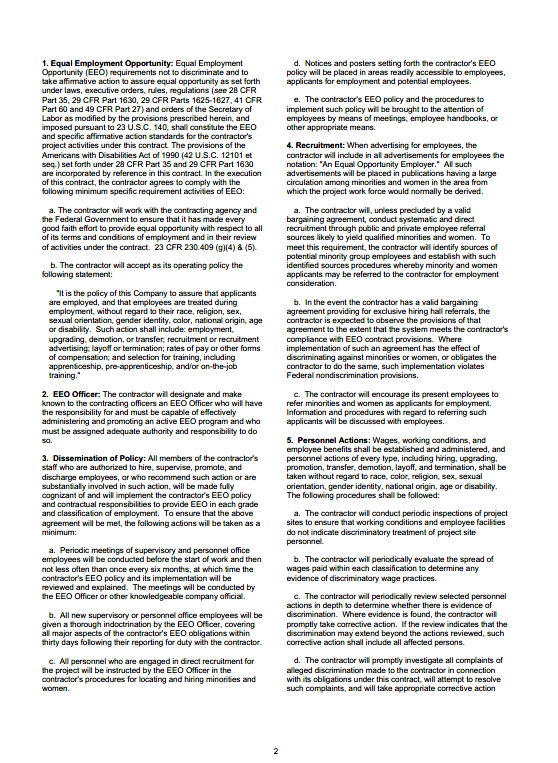 1. Equal Employment Opportunity: Equal Employment
Opportunity (EEO) requirements not to discriminate and to
take affirmative action to assure equal opportunity as set forth
under laws, executive orders, rules, regulations (see 28 CFR
Part 35, 29 CFR 1630, 29 CFR Parts 1625-1627, 41 CFR
Part 60 and 49 CFR Part 27) and orders of the Secretary of
Labor as modified by the provisions prescribed herein, and
imposed pursuant to 23 U.S.C. 140, shall constitute the EEO
and specific affirmative action standards for the contractor's
project activities under this contract. The provisions of the
Americans with Disabilities Act of 1990 (42 U.S.C. 12101 et
seq.) set forth under 28 CFR Part 35 and 29 CFR Part 1630
are incorporated by reference in this contract. In the execution
of this contract, the contractor agrees to comply with the
following minimum specific requirement activities of EEO:
a. The contractor will work with the contracting agency and
the Federal Government to ensure that it has made every
good faith effort to provide equal opportunity with respect to all
of its terms and conditions of employment and in their review
of activities under the contract. 23 CFR 230.409 (g)(4) & (5).
b. The contractor will accept as its operating policy the
following statement:
"It is the policy of this Company to assure that applicants
are employed, and that employees are treated during
employment, without regard to their race, religion, sex,
sexual orientation, gender identity, color, national origin, age
or disability. Such action shall include: employment,
upgrading, demotion, or transfer; recruitment or recruitment
advertising; layoff or termination; rates of pay or other forms
of compensation; and selection for training, including
apprenticeship, pre-apprenticeship, and/or on-the-job
training."
2. EEO Officer: The contractor will designate and make
known to the contracting officers an EEO Officer who will have
the responsibility for and must be capable of effectively
administering and promoting an active EEO program and who
must be assigned adequate authority and responsibility to do
so.
3. Dissemination of Policy: All members of the contractor's
staff who are authorized to hire, supervise, promote, and
discharge employees, or who recommend such action or are
substantially involved in such action, will be made fully
cognizant of and will implement the contractor's EEO policy
and contractual responsibilities to provide EEO in each grade
and classification of employment. To ensure that the above
agreement will be met, the following actions will be taken as a
minimum:
a. Periodic meetings of supervisory and personnel office
employees will be conducted before the start of work and then
not less often than once every six months, at which time the
contractor's EEO policy and its implementation will be
reviewed and explained. The meetings will be conducted by
the EEO Officer or other knowledgeable company official.
b. All new supervisory or personnel office employees will be
given a thorough indoctrination by the EEO Officer, covering
all major aspects of the contractor's EEO obligations within
thirty days following their reporting for duty with the contractor.
c. All personnel who are engaged in direct recruitment for
the project will be instructed by the EEO Officer in the
contractor's procedures for locating and hiring minorities and
women.
d. Notices and posters setting forth the contractor's EEO
policy will be placed in areas readily accessible to employees,
applicants for employment and potential employees.
e. The contractor's EEO policy and the procedures to
implement such policy will be brought to the attention of
employees by means of meetings, employee handbooks, or
other appropriate means.
4. Recruitment: When advertising for employees, the
contractor will include in all advertisements for employees the
notation: "An Equal Opportunity Employer." All such
advertisements will be placed in publications having a large
circulation among minorities and women in the area from
which the project work force would normally be derived.
a. The contractor will, unless precluded by a valid
bargaining agreement, conduct systematic and direct
recruitment through public and private employee referral
sources likely to yield qualified minorities and women. To
meet this requirement, the contractor will identify sources of
potential minority group employees and establish with such
identified sources procedures whereby minority and women
applicants may be referred to the contractor for employment
consideration.
b. In the event the contractor has a valid bargaining
agreement providing for exclusive hiring hall referrals, the
contractor is expected to observe the provisions of that
agreement to the extent that the system meets the contractor's
compliance with EEO contract provisions. Where
implementation of such an agreement has the effect of
discriminating against minorities or women, or obligates the
contractor to do the same, such implementation violates
Federal nondiscrimination provisions.
c. The contractor will encourage its present employees to
refer minorities and women as applicants for employment.
Information and procedures with regard to referring such
applicants will be discussed with employees.
5. Personnel Actions: Wages, working conditions, and
employee benefits shall be established and administered, and
personnel actions of every type, including hiring, upgrading,
promotion, transfer, demotion, layoff, and termination, shall be
taken without regard to race, color, religion, sex, sexual
orientation, gender identity, national origin, age or disability.
The following procedures shall be followed:
a. The contractor will conduct periodic inspections of project
sites to ensure that working conditions and employee facilities
do not indicate discriminatory treatment of project site
personnel.
b. The contractor will periodically evaluate the spread of
wages paid within each classification to determine any
evidence of discriminatory wage practices.
c. The contractor will periodically review selected personnel
actions in depth to determine whether there is evidence of
discrimination. Where evidence is found, the contractor will
promptly take corrective action. If the review indicates that the
discrimination may extend beyond the actions reviewed, such
corrective action shall include all affected persons.
d. The contractor will promptly investigate all complaints of
alleged discrimination made to the contractor in connection
with its obligations under this contract, will attempt to resolve
such complaints, and will take appropriate corrective action
2